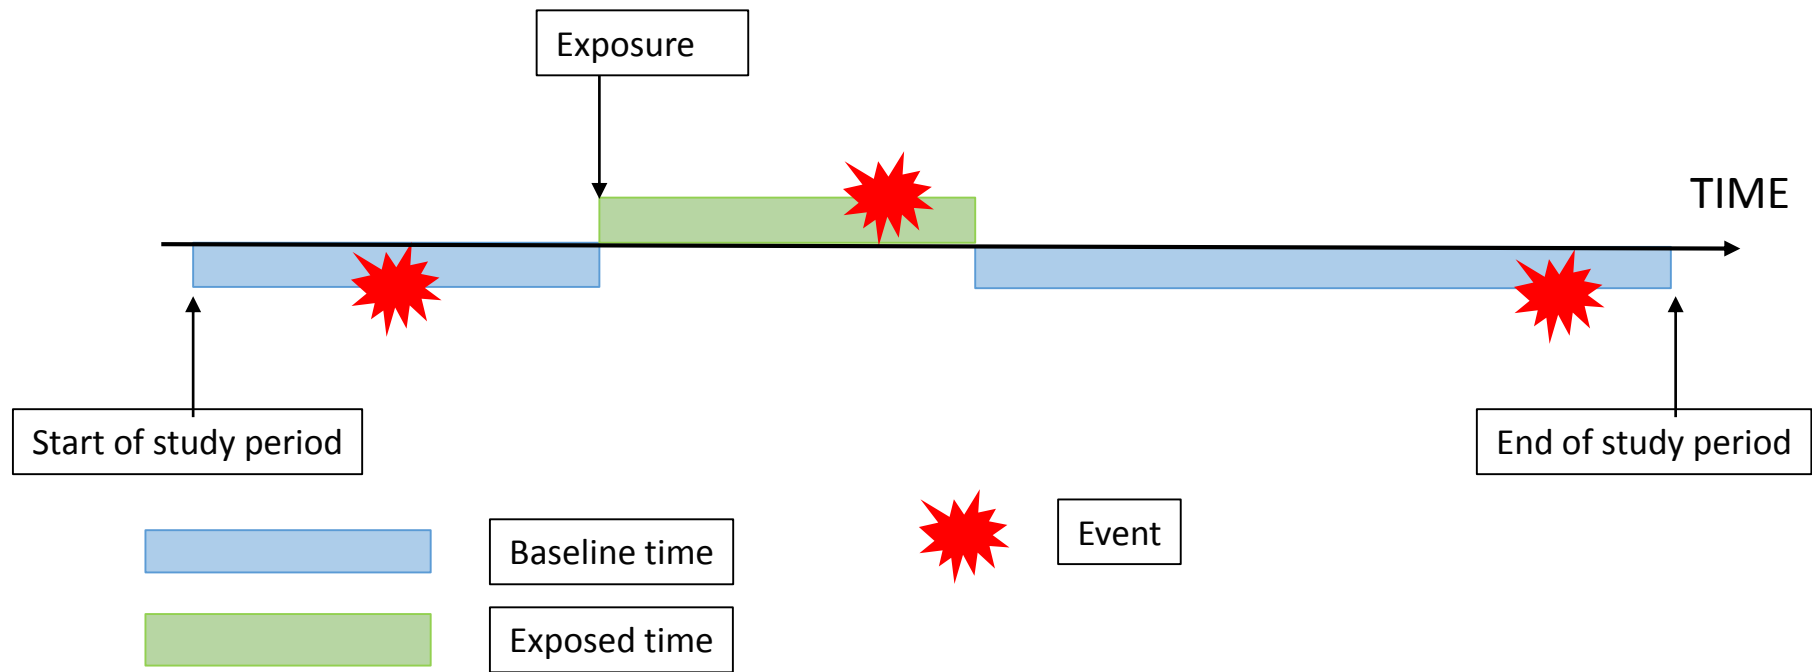 Exposure
TIME
Start of study period
End of study period
Baseline time
Event
Exposed time